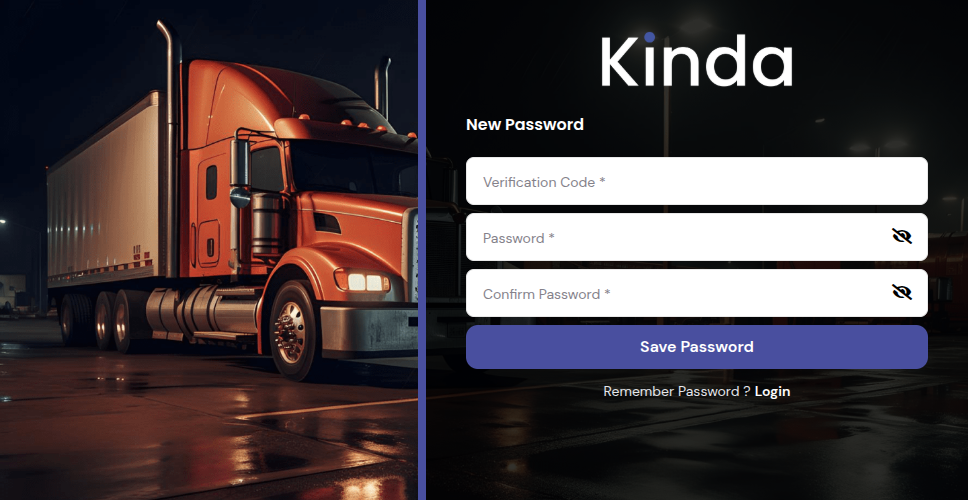 Kinda
New Password
Verification Code *
Password *
Confirm Password *
Save Password
Remember Password ? Login